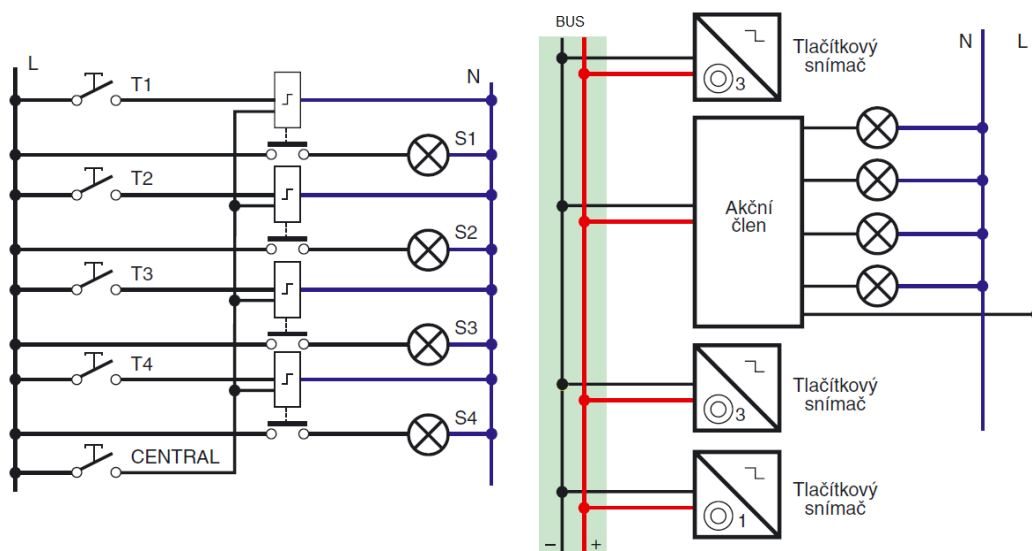 L
N
T1
S1
T2
S2
T3
S3
T4
S4
CENTRAL
BUS
N
L
3
Tlačítkový
snímač
Akční
člen
3
Tlačítkový
snímač
1
Tlačítkový
snímač
– +